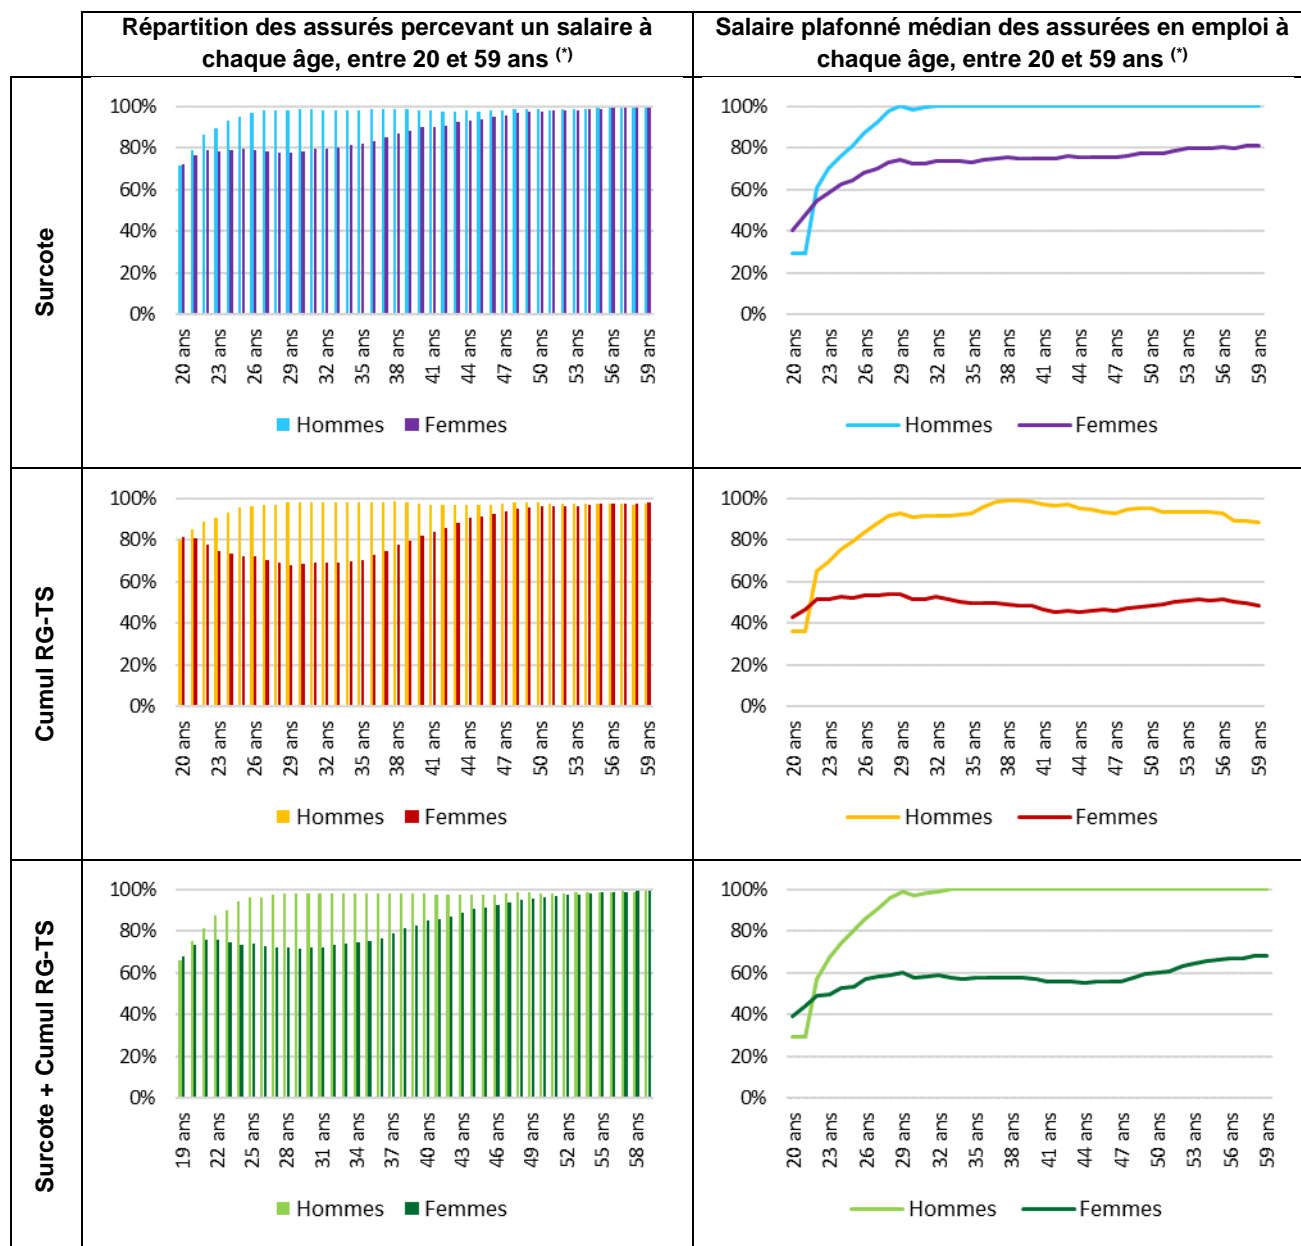 Répartition des assurés percevant un salaire à
chaque âge, entre 20 et 59 ans (*)
Salaire plafonné médian des assurées en emploi à
chaque âge, entre 20 et 59 ans (*)
Surcote
100%
80%
60%
40%
20%
0%
20 ans
23 ans
26 ans
29 ans
32 ans
35 ans
38 ans
41 ans
44 ans
47 ans
50 ans
53 ans
56 ans
59 ans
Hommes Femmes
100%
80%
60%
40%
20%
0%
20 ans
23 ans
26 ans
29 ans
32 ans
35 ans
38 ans
41 ans
44 ans
47 ans
50 ans
53 ans
56 ans
59 ans
Hommes Femmes
Cumul RG-TS
100%
80%
60%
40%
20%
0%
20 ans
23 ans
26 ans
29 ans
32 ans
35 ans
38 ans
41 ans
44 ans
47 ans
50 ans
53 ans
56 ans
59 ans
Hommes Femmes
100%
80%
60%
40%
20%
0%
20 ans
23 ans
26 ans
29 ans
32 ans
35 ans
38 ans
41 ans
44 ans
47 ans
50 ans
53 ans
56 ans
59 ans
Hommes Femmes
Surcote + Cumul RG-TS
100%
80%
60%
40%
20%
0%
19 ans
22 ans
25 ans
28 ans
31 ans
34 ans
37 ans
40 ans
43 ans
46 ans
49 ans
52 ans
55 ans
58 ans
Hommes Femmes
100%
80%
60%
40%
20%
0%
20 ans
23 ans
26 ans
29 ans
32 ans
35 ans
38 ans
41 ans
44 ans
47 ans
50 ans
53 ans
56 ans
59 ans
Hommes Femmes